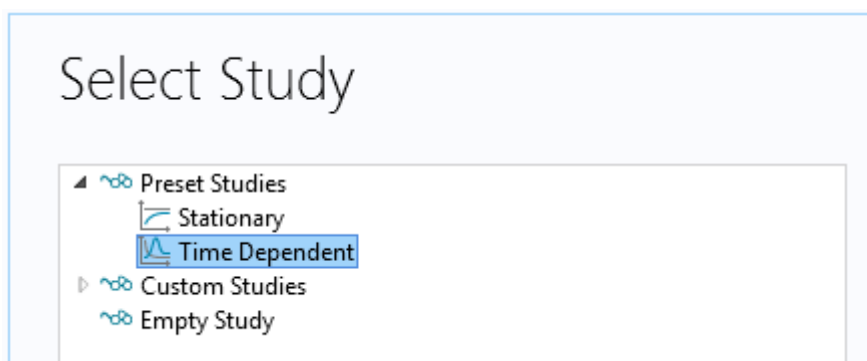 Select Study
Preset Studies
Stationary
Time Dependent
Custom Studies
Empty Study